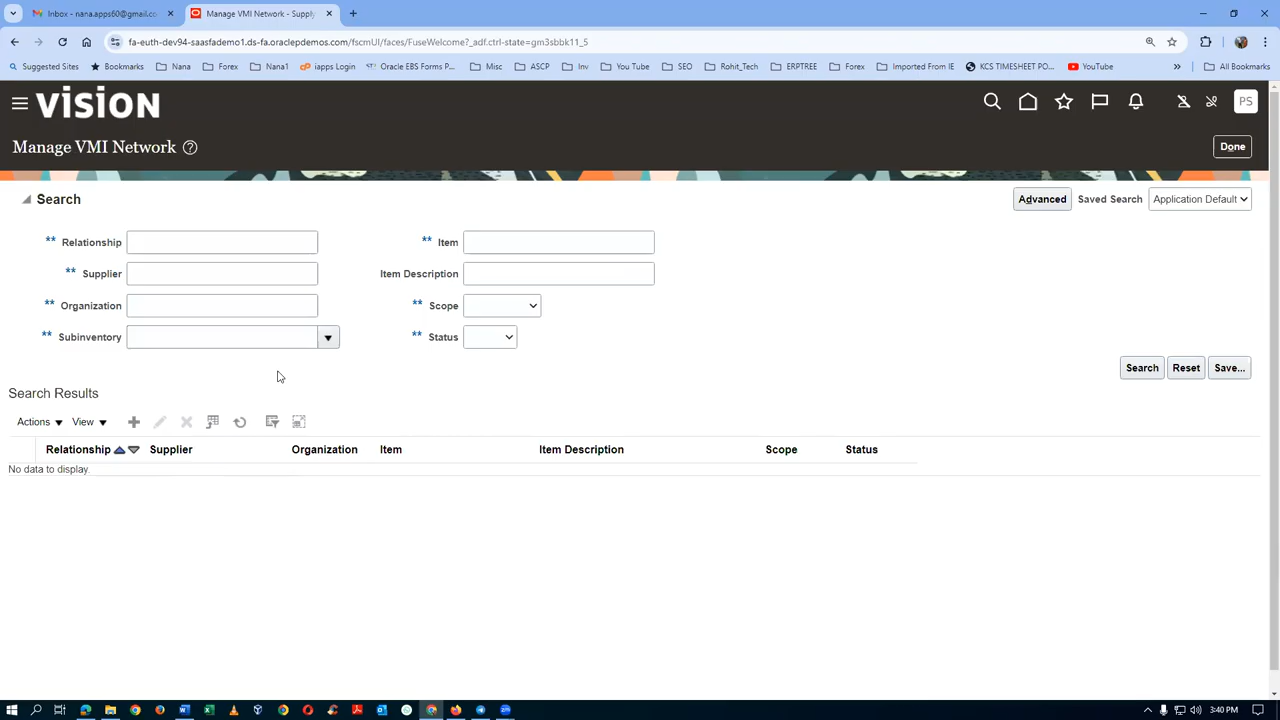 Inbox - nana.apps60@gmail.co
Manage VMI Network - Supply
fa-euth-dev94-saasfademo1.ds-fa.oraclepdemos.com/fscmUI/faces/FuseWelcome?_adf.ctrl-state=gm3sbbk11_5
Suggested Sites Bookmarks Nana Forex Nana1 iapps Login Oracle EBS Forms P... Misc ASCP Inv You Tube SEO Rohit_Tech ERPTREE Forex Imported From IE KCS TIMESHEET PO... YouTube » All Bookmarks
VISION
PS
Manage VMI Network ?
Done
Search
Advanced Saved Search Application Default
** Relationship
** Item
** Supplier
Item Description
** Organization
** Scope
** Subinventory
** Status
Search Reset Save...
Search Results
Actions View
Relationship Supplier Organization Item Item Description Scope Status
No data to display.
3:40 PM